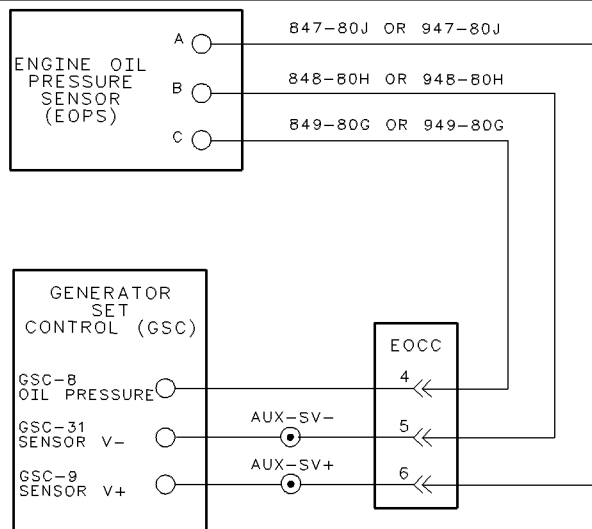 A
847-80J OR 947-80J
ENGINE OIL
PRESSURE
SENSOR
(EOPS)
B
848-80H OR 948-80H
C
849-80G OR 949-80G
GENERATOR
SET
CONTROL (GSC)
EOCC
GSC-8
OIL PRESSURE
4
GSC-31
SENSOR V-
AUX-SV-
5
GSC-9
SENSOR V+
AUX-SV+
6